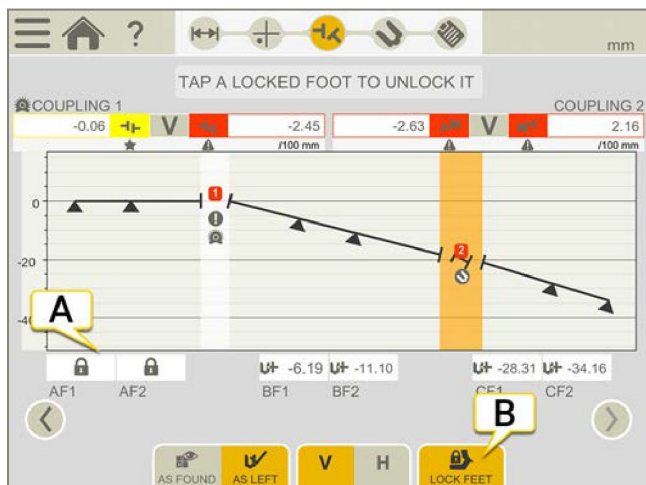 ?
mm
TAP A LOCKED FOOT TO UNLOCK IT
COUPLING 1 COUPLING 2
-0.06 V -2.45 -2.63 V 2.16
/100 mm /100 mm
1
0
2
-20
A
-40
-6.19 -11.10 -28.31 -34.16
AF1 AF2 BF1 BF2 CF1 CF2
B
V H
AS FOUND AS LEFT LOCK FEET